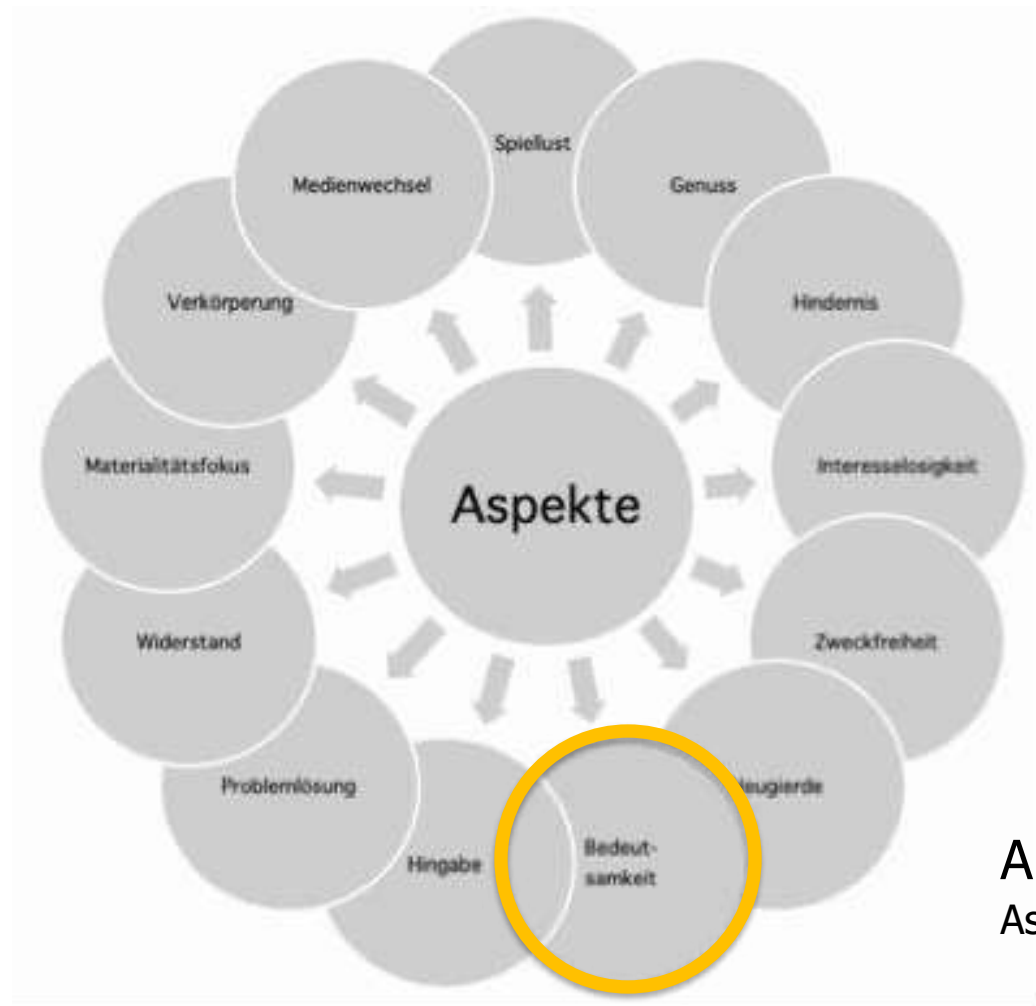 Spiellust
Genuss
Hindernis
Interesselosigkeit
Zweckfreiheit
eugierde
Bedeut-
samkeit
Hingabe
Problemlösung
Widerstand
Materialitätsfokus
Verkörperung
Medienwechsel
Aspekte
A
As